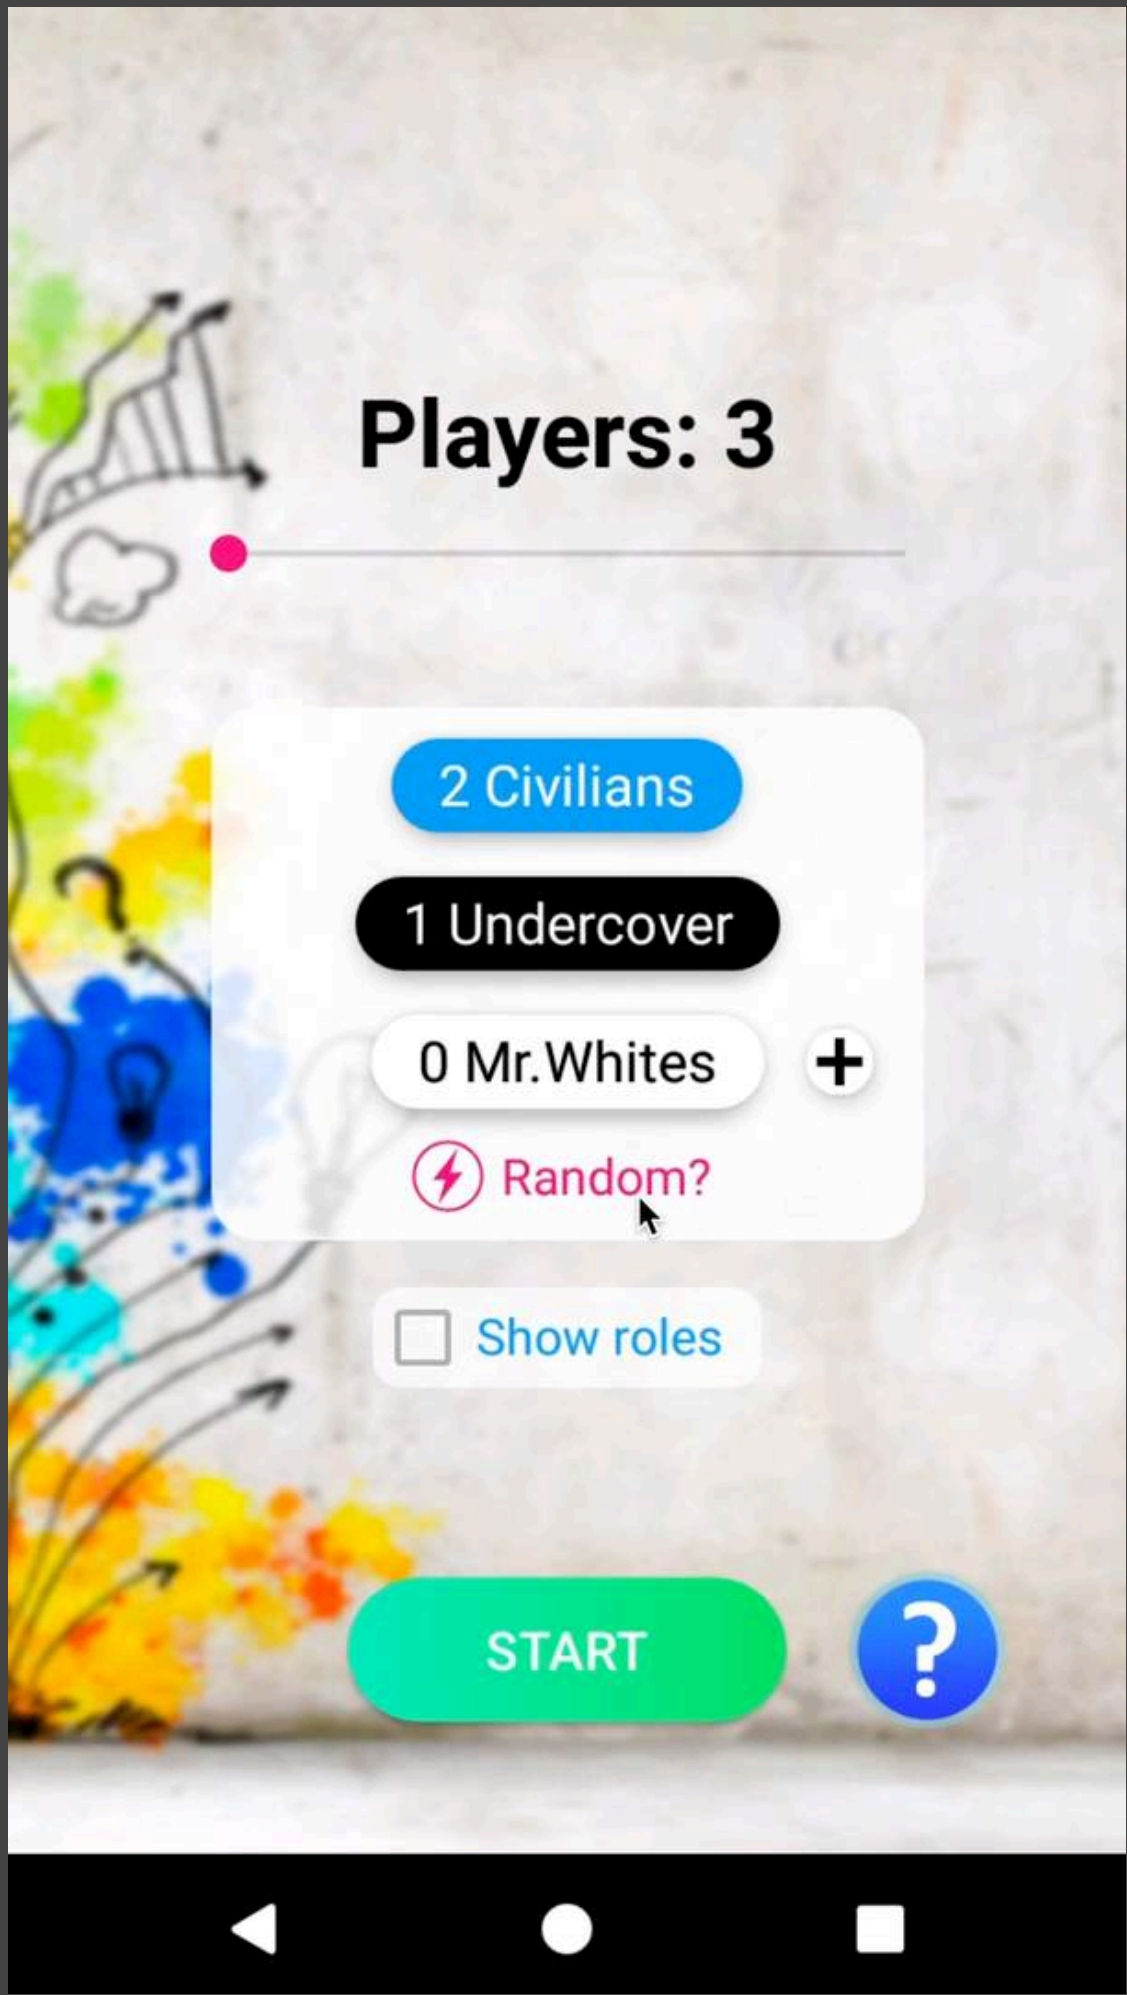 Players: 3
2 Civilians
1 Undercover
0 Mr.Whites
Random?
Show roles
START
?